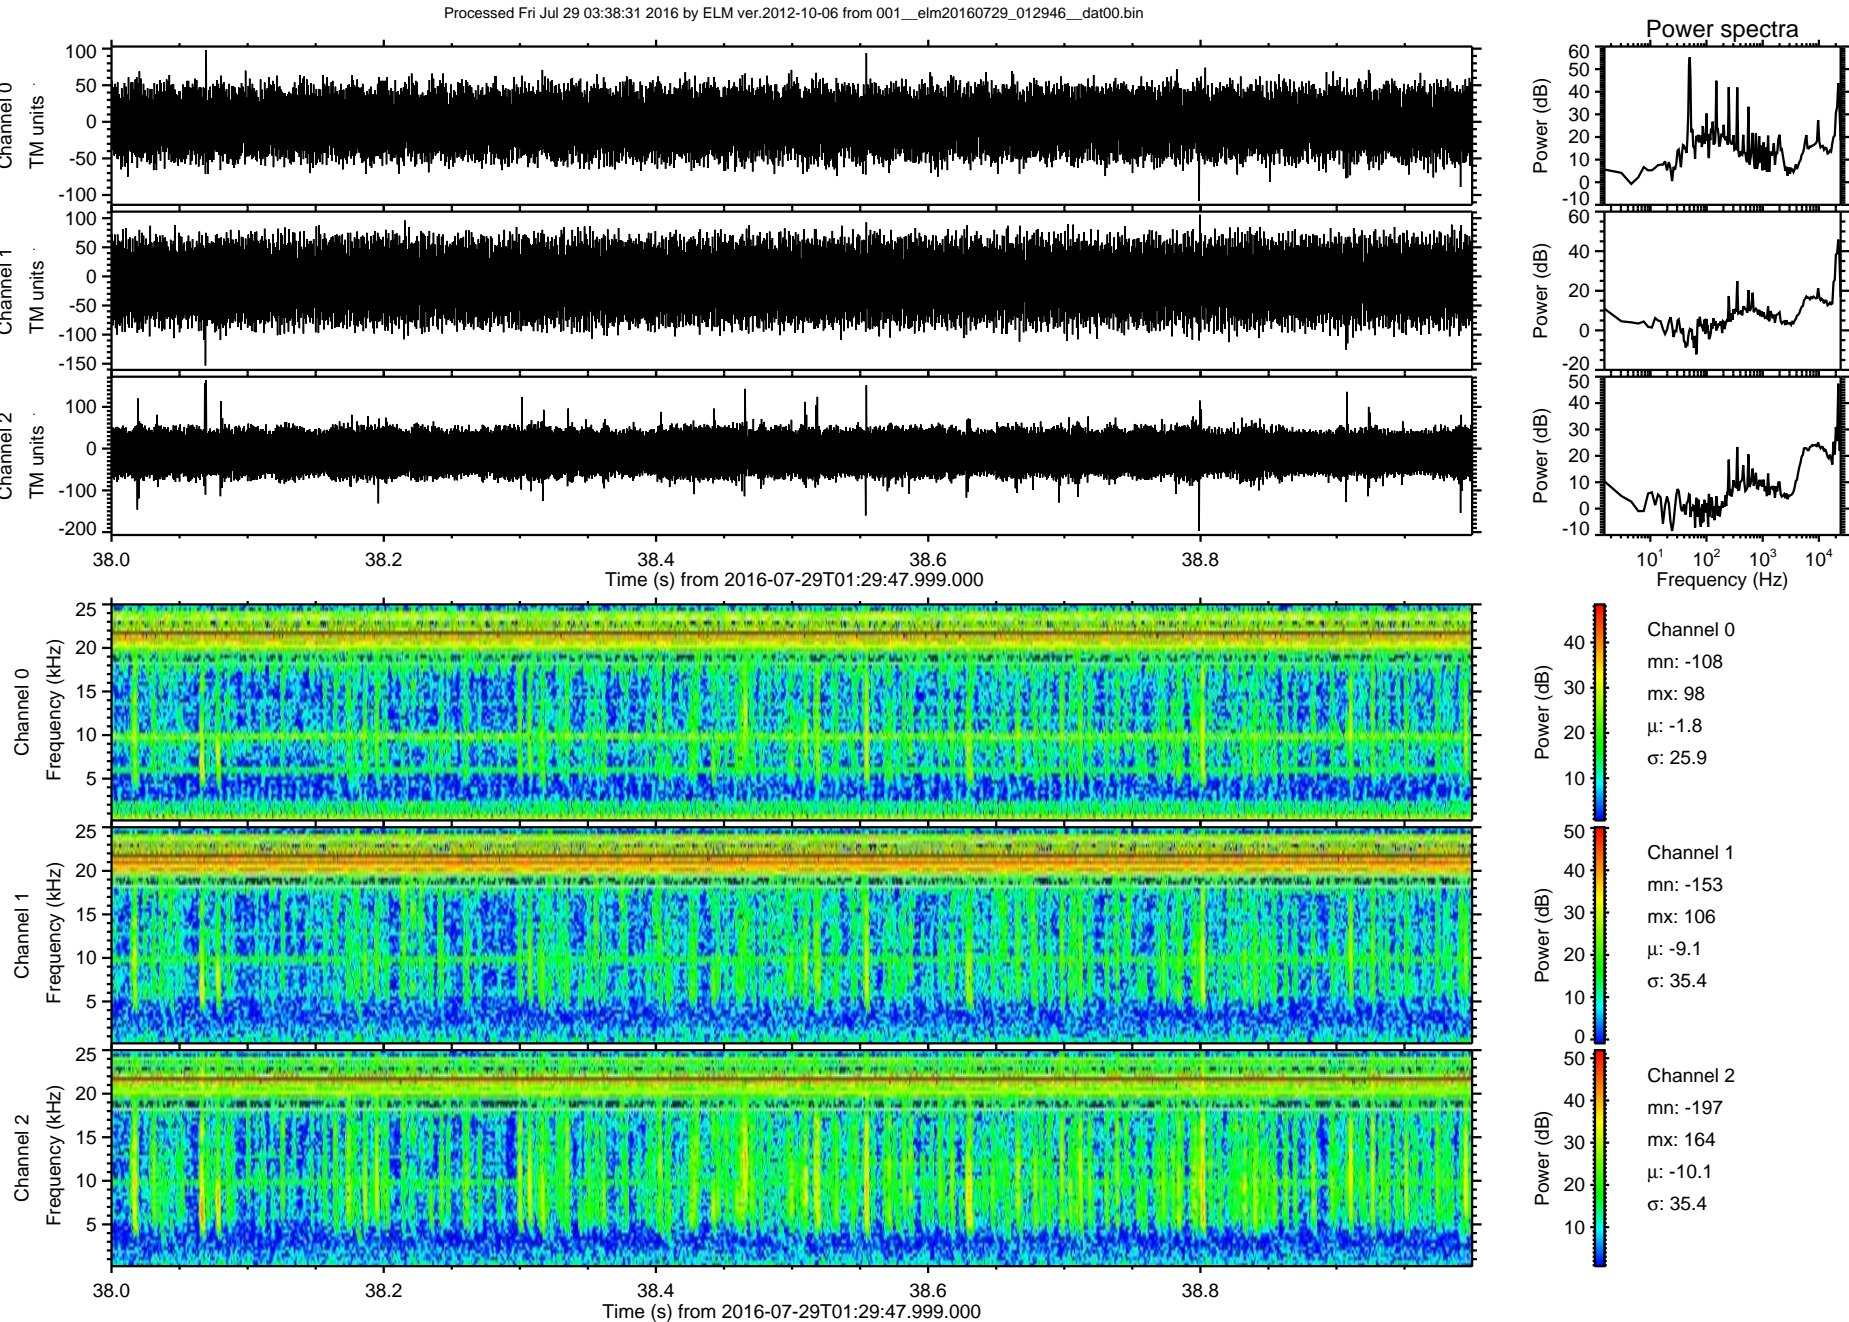 Processed Fri Jul 29 03:38:31 2016 by ELM ver.2012-10-06 from 001__elm20160729_012946__dat00.bin
Power spectra
Channel 0
TM units
100
50
0
-50
-100
Power (dB)
60
50
40
30
20
10
0
-10
Channel 1
TM units
100
50
0
-50
-100
-150
Power (dB)
60
40
20
0
-20
Channel 2
TM units
100
0
-100
-200
Power (dB)
50
40
30
20
10
0
-10
38.0 38.2 38.4 38.6 38.8
Time (s) from 2016-07-29T01:29:47.999.000
10¹ 10² 10³ 10⁴
Frequency (Hz)
Channel 0
Frequency (kHz)
25
20
15
10
5
Power (dB)
40
30
20
10
Channel 0
mn: -108
mx: 98
μ: -1.8
σ: 25.9
Channel 1
Frequency (kHz)
25
20
15
10
5
Power (dB)
50
40
30
20
10
0
Channel 1
mn: -153
mx: 106
μ: -9.1
σ: 35.4
Channel 2
Frequency (kHz)
25
20
15
10
5
Power (dB)
50
40
30
20
10
Channel 2
mn: -197
mx: 164
μ: -10.1
σ: 35.4
38.0 38.2 38.4 38.6 38.8
Time (s) from 2016-07-29T01:29:47.999.000